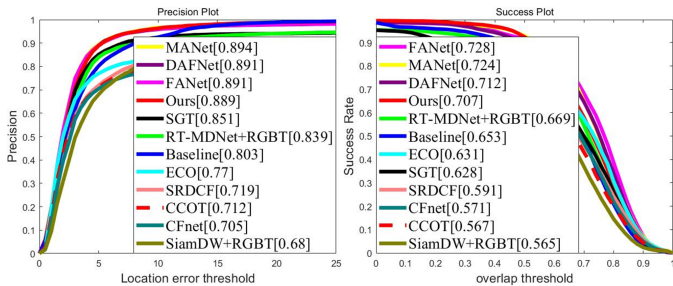 Precision Plot
Precision
1
0.9
0.8
0.7
0.6
0.5
0.4
0.3
0.2
0.1
0
MANet[0.894]
DAFNet[0.891]
FANet[0.891]
Ours[0.889]
SGT[0.851]
RT-MDNet+RGBT[0.839]
Baseline[0.803]
ECO[0.77]
SRDCF[0.719]
CCOT[0.712]
CFnet[0.705]
SiamDW+RGBT[0.68]
0 5 10 15 20 25
Location error threshold
Success Plot
Success Rate
1
0.9
0.8
0.7
0.6
0.5
0.4
0.3
0.2
0.1
0
FANet[0.728]
MANet[0.724]
DAFNet[0.712]
Ours[0.707]
RT-MDNet+RGBT[0.669]
Baseline[0.653]
ECO[0.631]
SGT[0.628]
SRDCF[0.591]
CFnet[0.571]
CCOT[0.567]
SiamDW+RGBT[0.565]
0 0.1 0.2 0.3 0.4 0.5 0.6 0.7 0.8 0.9 1
overlap threshold